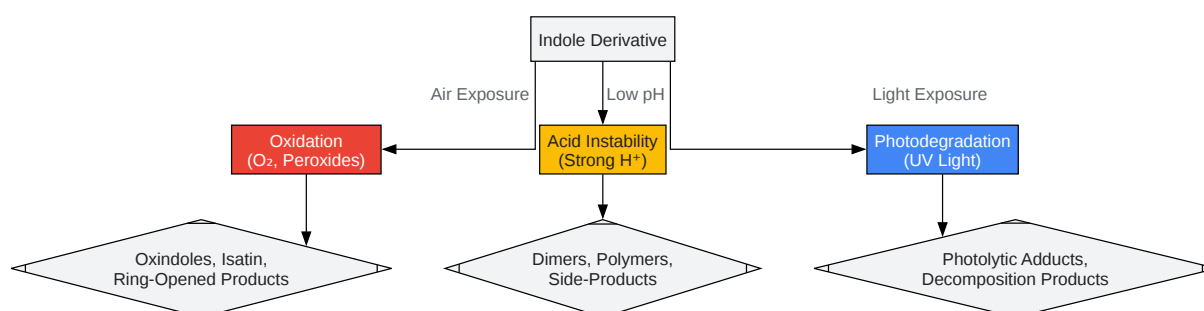 Indole Derivative
Air Exposure
Low pH
Light Exposure
Oxidation
(O₂, Peroxides)
Acid Instability
(Strong H⁺)
Photodegradation
(UV Light)
Oxindoles, Isatin,
Ring-Opened Products
Dimers, Polymers,
Side-Products
Photolytic Adducts,
Decomposition Products